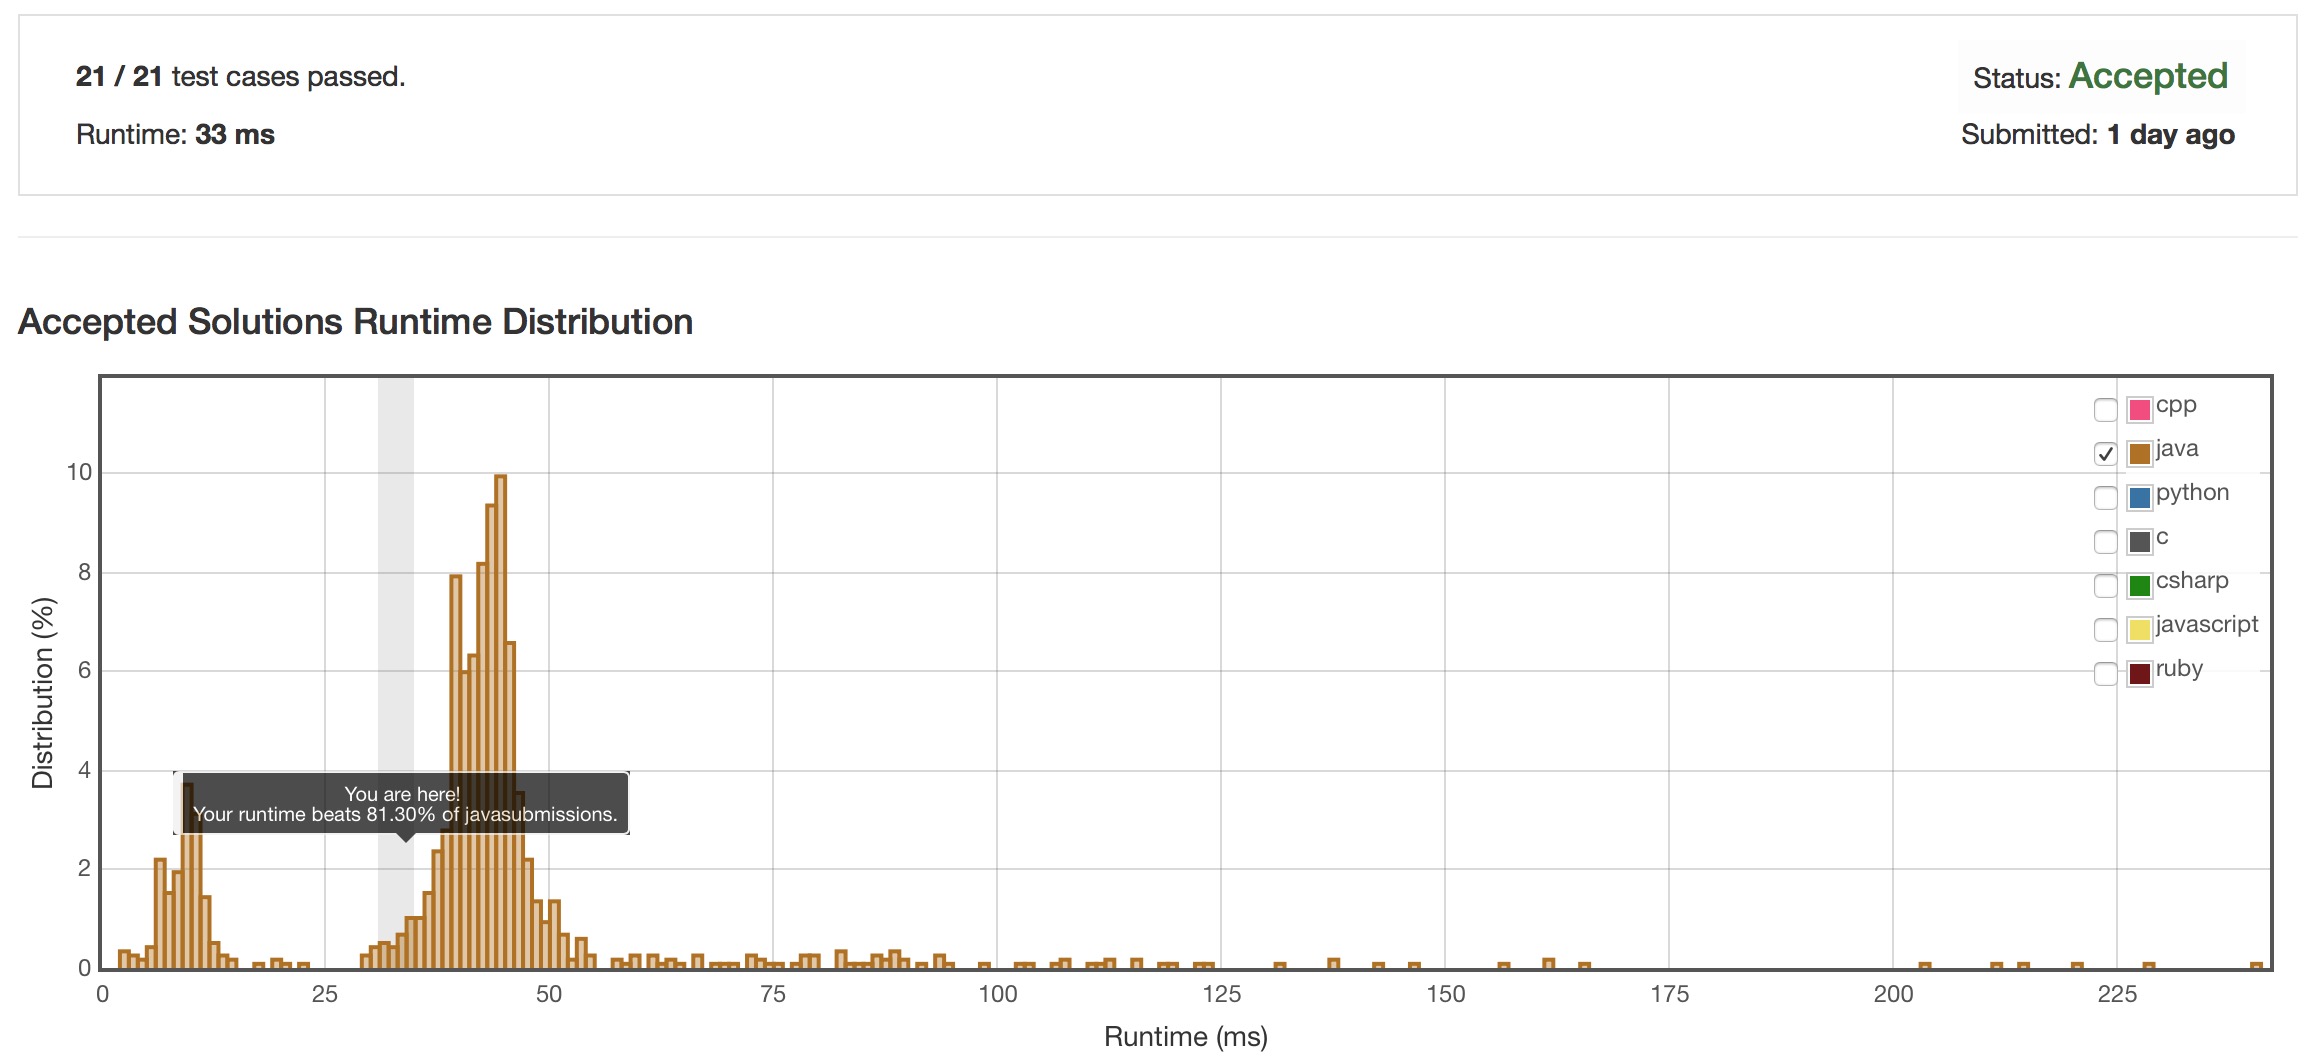 21 / 21 test cases passed.
Status: Accepted
Runtime: 33 ms
Submitted: 1 day ago
Accepted Solutions Runtime Distribution
cpp
java
python
c
csharp
javascript
ruby
10
8
6
4
2
0
Distribution (%)
You are here!
Your runtime beats 81.30% of javasubmissions.
0 25 50 75 100 125 150 175 200 225
Runtime (ms)